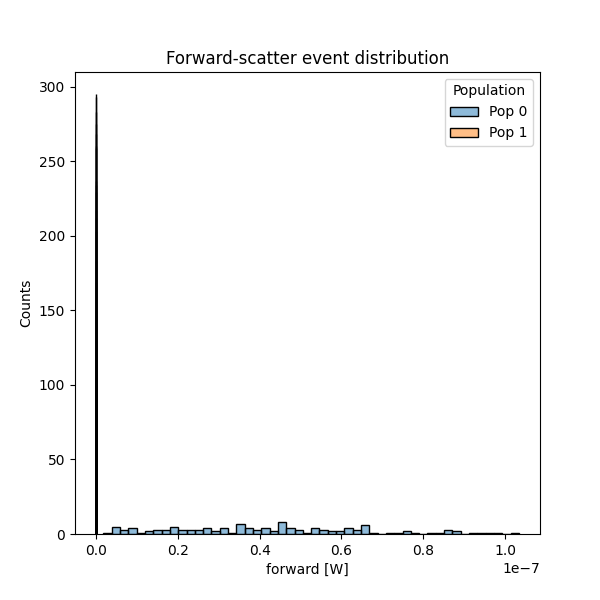 Forward-scatter event distribution
Population
Pop 0
Pop 1
Counts
300
250
200
150
100
50
0
0.0 0.2 0.4 0.6 0.8 1.0
1e−7
forward [W]